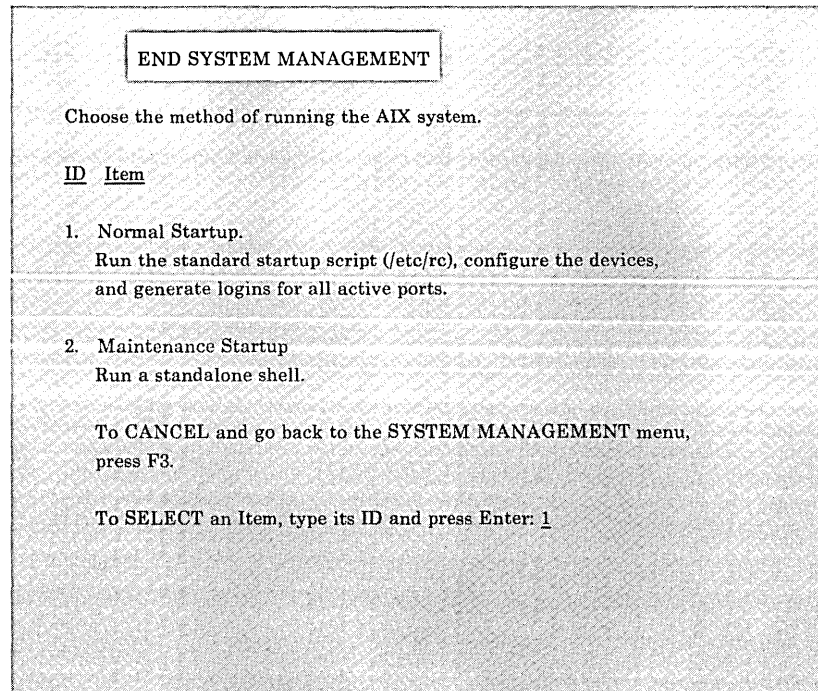 END SYSTEM MANAGEMENT
Choose the method of running the AIX system.
ID Item
1. Normal Startup.
Run the standard startup script (/etc/rc), configure the devices,
and generate logins for all active ports.
2. Maintenance Startup
Run a standalone shell.
To CANCEL and go back to the SYSTEM MANAGEMENT menu,
press F3.
To SELECT an Item, type its ID and press Enter: 1